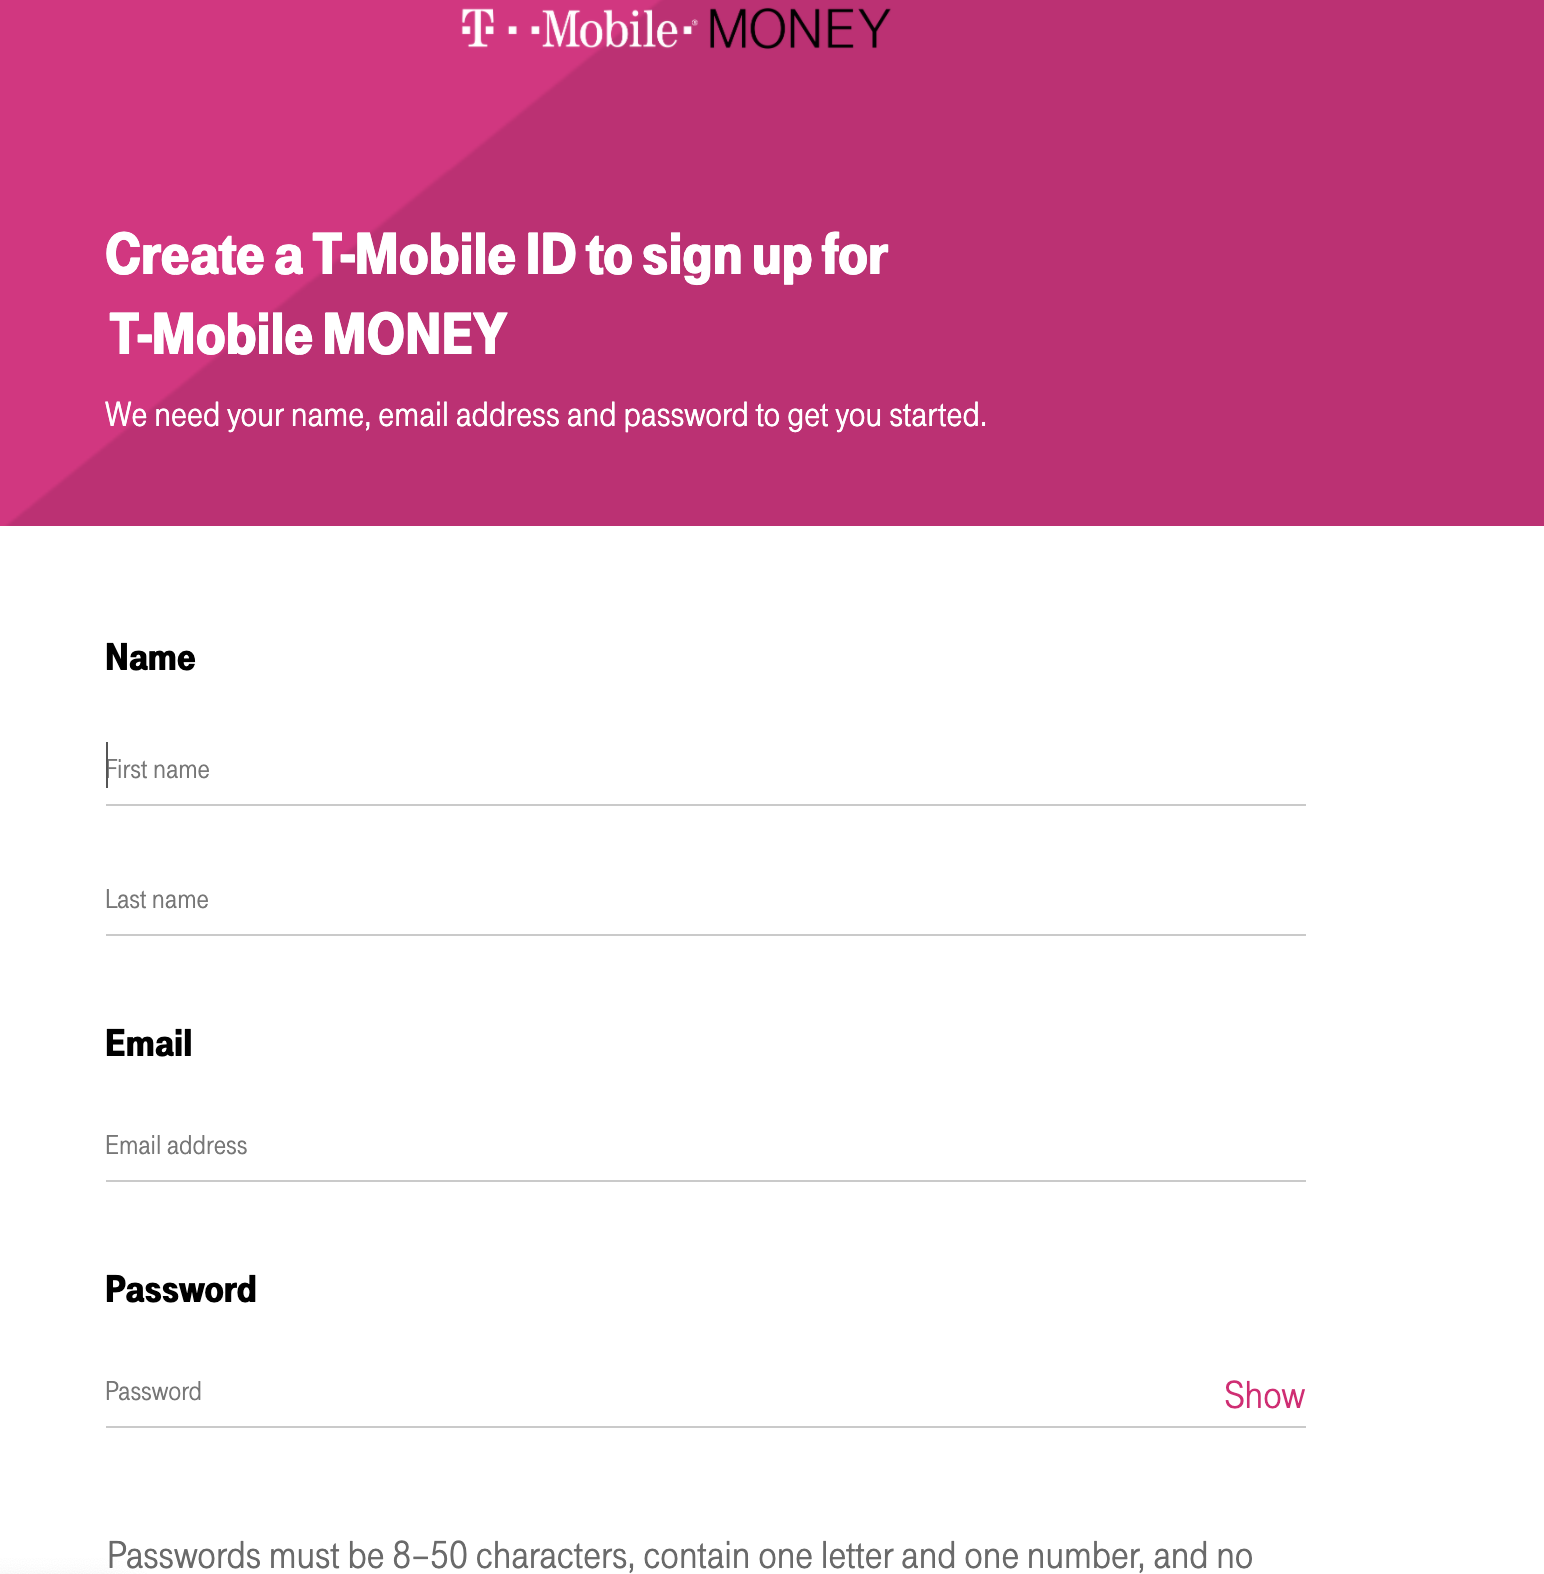 T··Mobile· MONEY
Create a T-Mobile ID to sign up for
T-Mobile MONEY
We need your name, email address and password to get you started.
Name
First name
Last name
Email
Email address
Password
Password Show
Passwords must be 8–50 characters, contain one letter and one number, and no